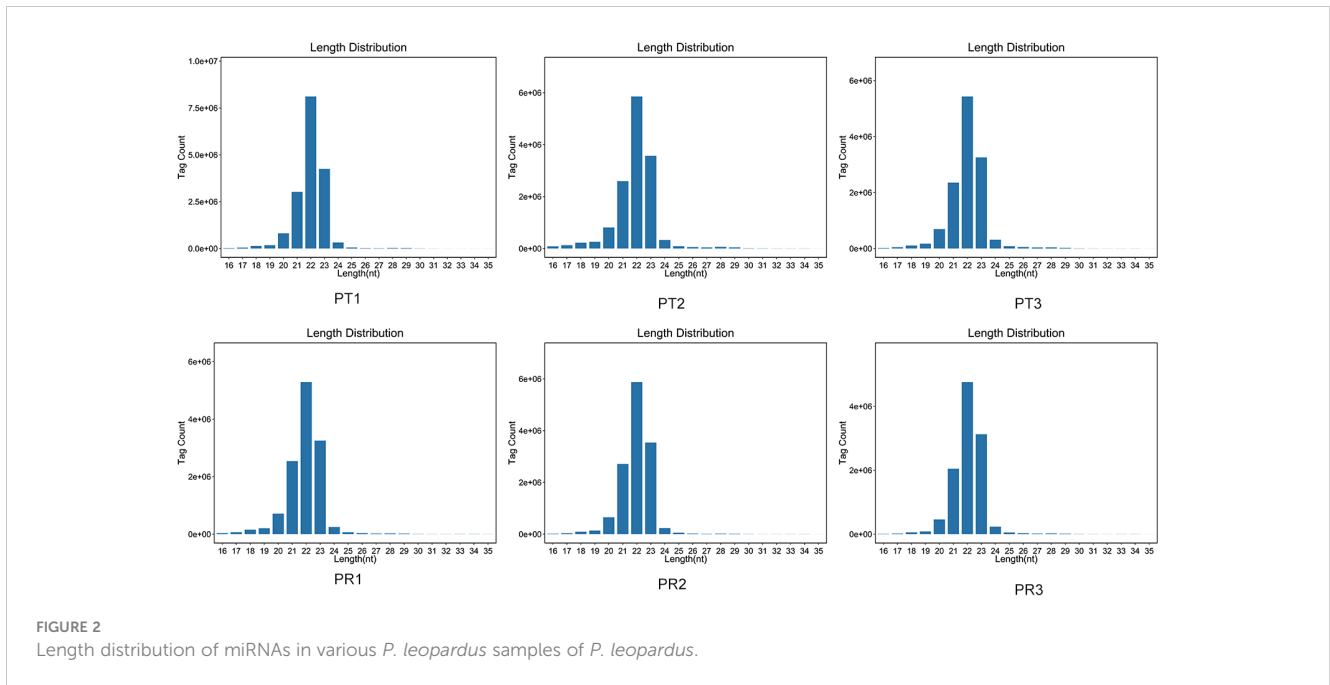 Length Distribution
1.0e+07
7.5e+06
5.0e+06
2.5e+06
0.0e+00
Tag Count
16 17 18 19 20 21 22 23 24 25 26 27 28 29 30 31 32 33 34 35
Length(nt)
PT1
Length Distribution
6e+06
4e+06
2e+06
0e+00
Tag Count
16 17 18 19 20 21 22 23 24 25 26 27 28 29 30 31 32 33 34 35
Length(nt)
PT2
Length Distribution
6e+06
4e+06
2e+06
0e+00
Tag Count
16 17 18 19 20 21 22 23 24 25 26 27 28 29 30 31 32 33 34 35
Length(nt)
PT3
Length Distribution
6e+06
4e+06
2e+06
0e+00
Tag Count
16 17 18 19 20 21 22 23 24 25 26 27 28 29 30 31 32 33 34 35
Length(nt)
PR1
Length Distribution
6e+06
4e+06
2e+06
0e+00
Tag Count
16 17 18 19 20 21 22 23 24 25 26 27 28 29 30 31 32 33 34 35
Length(nt)
PR2
Length Distribution
4e+06
2e+06
0e+00
Tag Count
16 17 18 19 20 21 22 23 24 25 26 27 28 29 30 31 32 33 34 35
Length(nt)
PR3
FIGURE 2
Length distribution of miRNAs in various P. leopardus samples of P. leopardus.